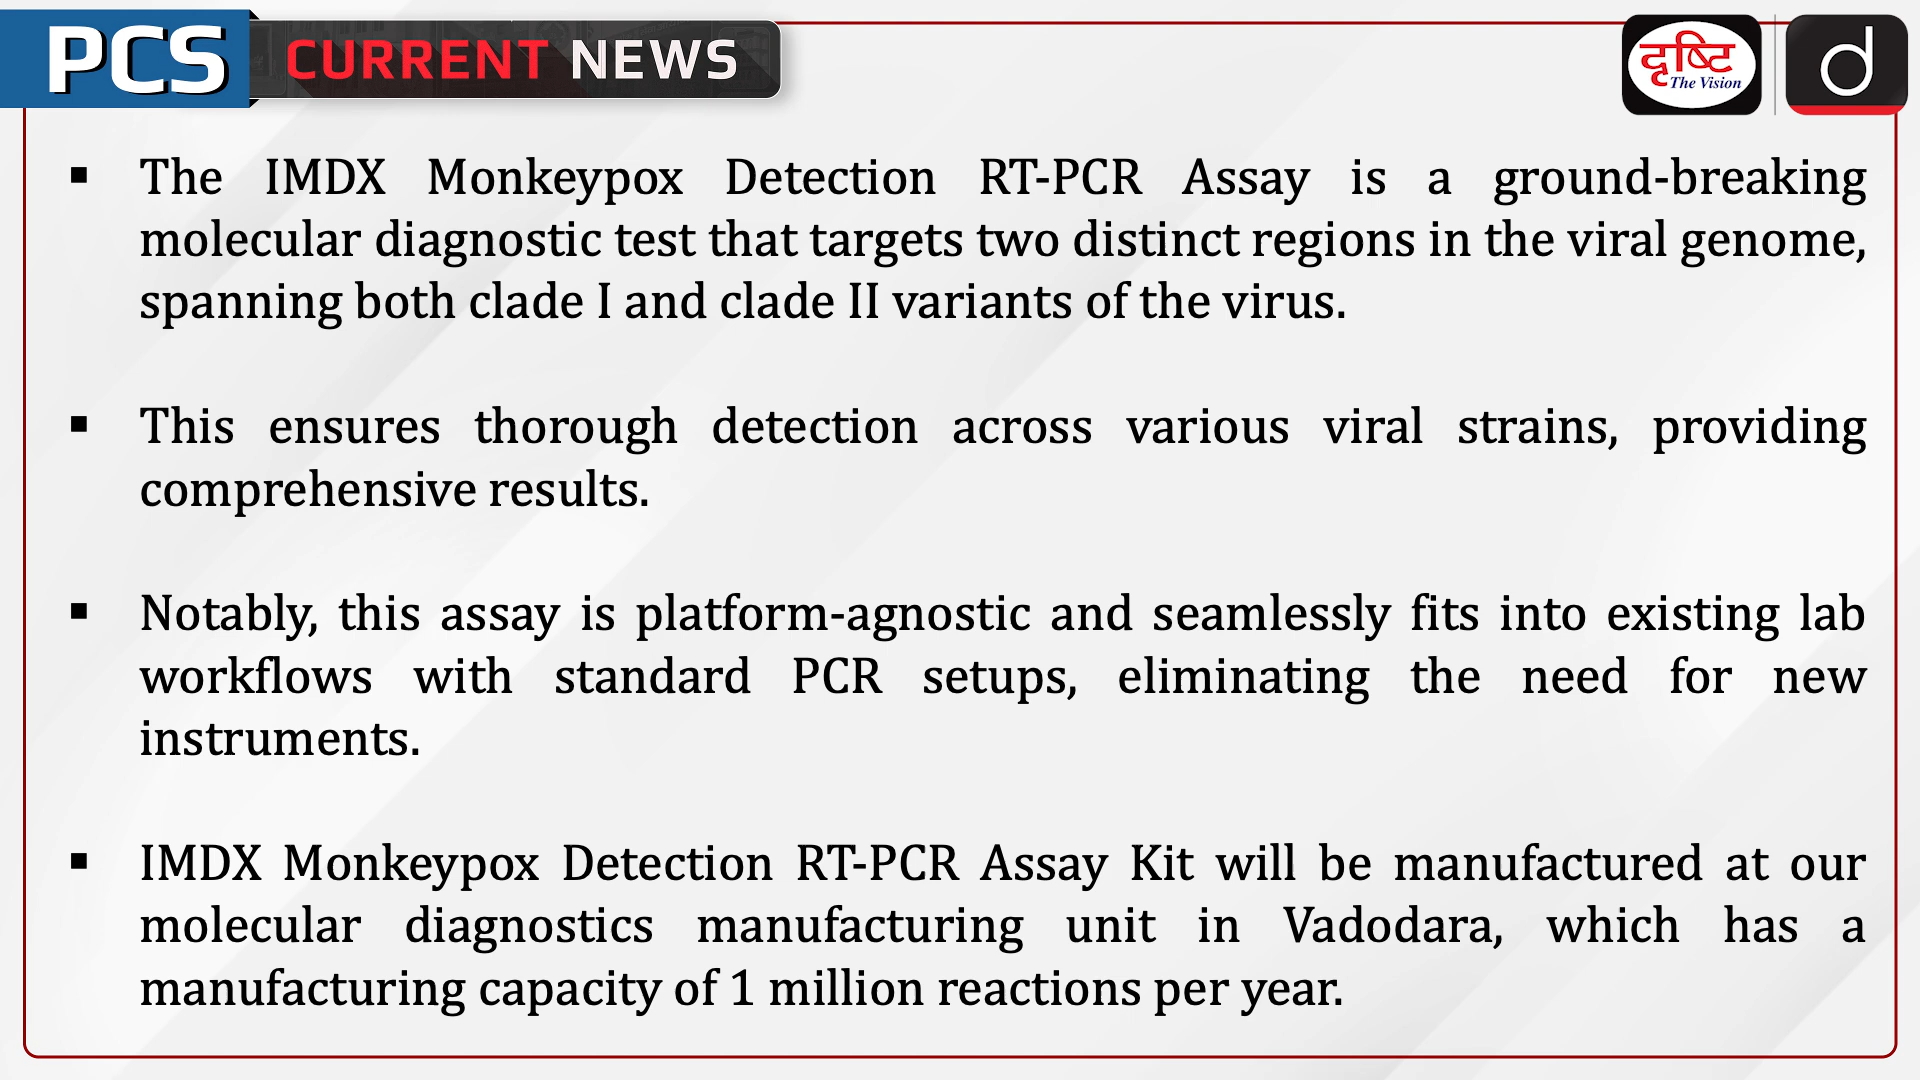 PCS CURRENT NEWS
दृष्टि
The Vision
d
▪ The IMDX Monkeypox Detection RT-PCR Assay is a ground-breaking
molecular diagnostic test that targets two distinct regions in the viral genome,
spanning both clade I and clade II variants of the virus.
▪ This ensures thorough detection across various viral strains, providing
comprehensive results.
▪ Notably, this assay is platform-agnostic and seamlessly fits into existing lab
workflows with standard PCR setups, eliminating the need for new
instruments.
▪ IMDX Monkeypox Detection RT-PCR Assay Kit will be manufactured at our
molecular diagnostics manufacturing unit in Vadodara, which has a
manufacturing capacity of 1 million reactions per year.